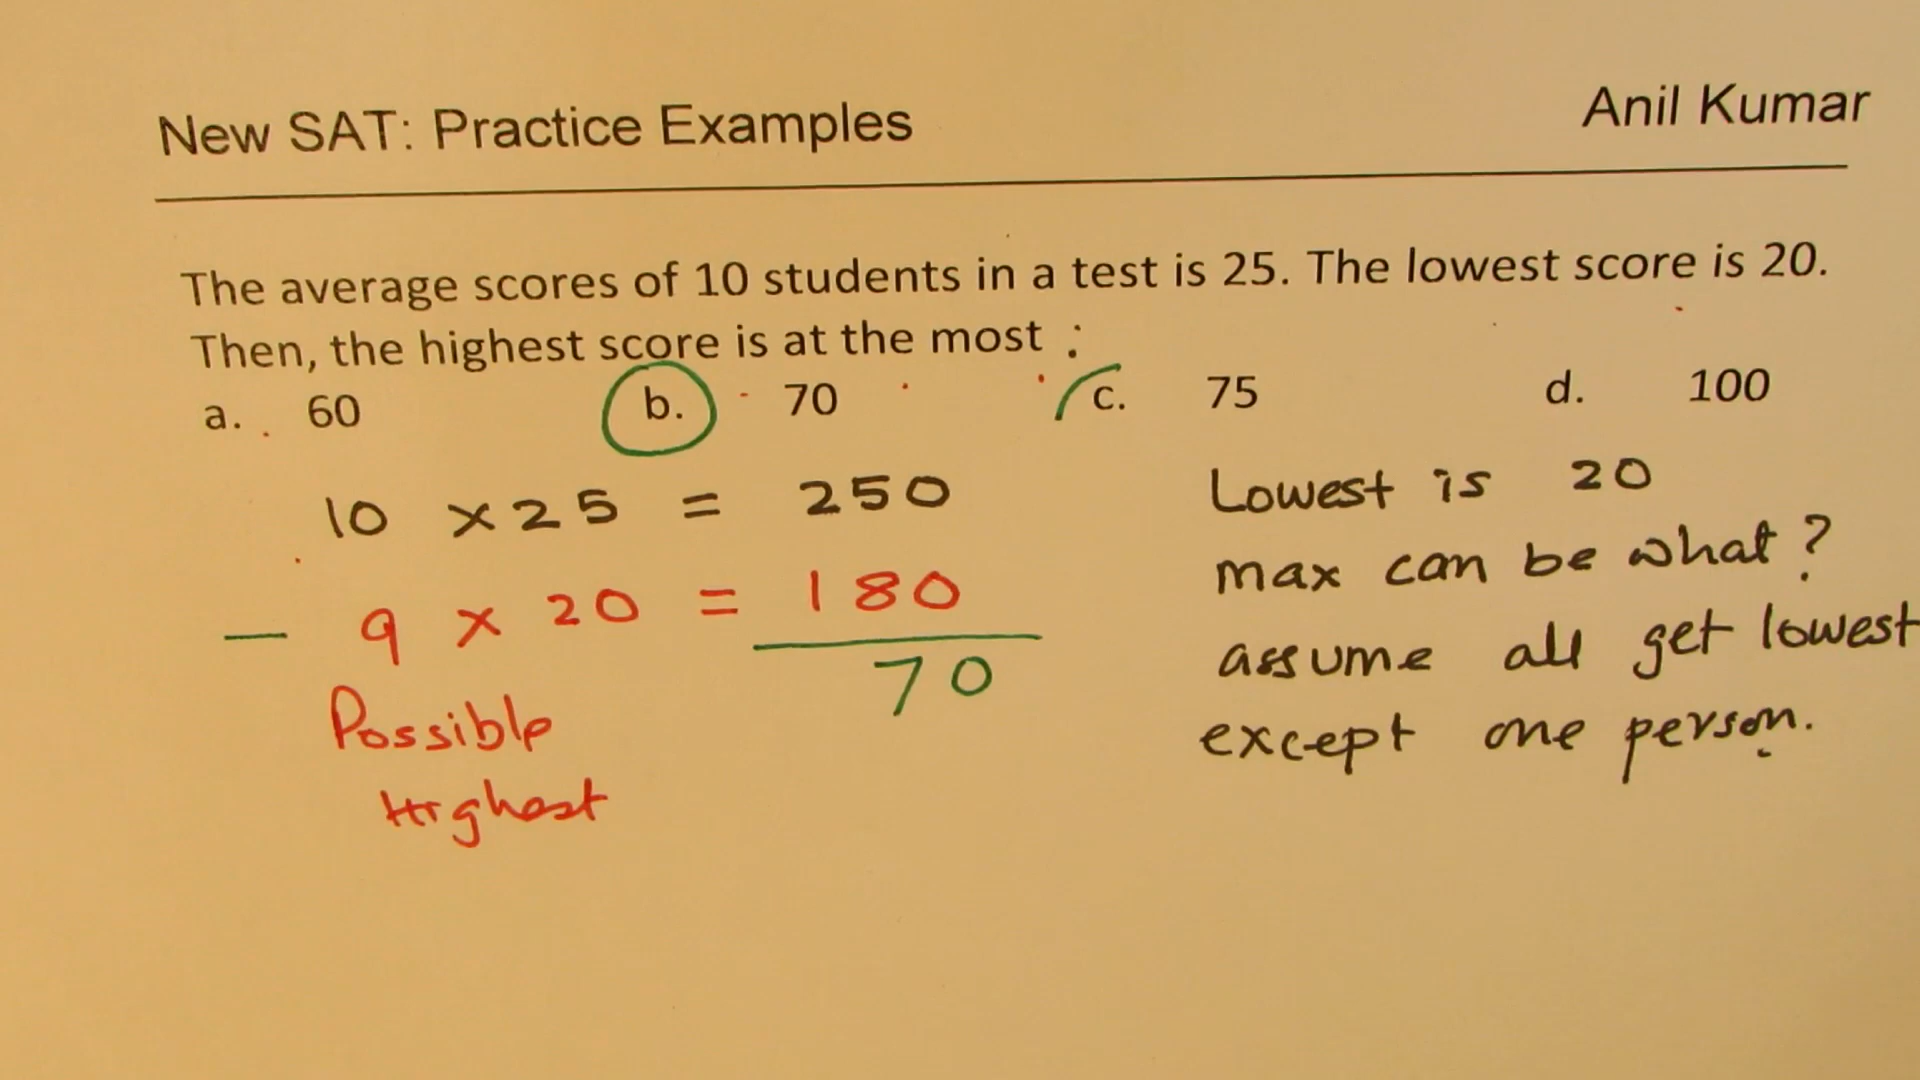 New SAT: Practice Examples
Anil Kumar
The average scores of 10 students in a test is 25. The lowest score is 20.
Then, the highest score is at the most :
a. 60 b. 70 c. 75 d. 100
10 × 25 = 250
— 9 × 20 = 180
70
Possible
Highest
Lowest is 20
max can be what ?
assume all get lowest
except one person.